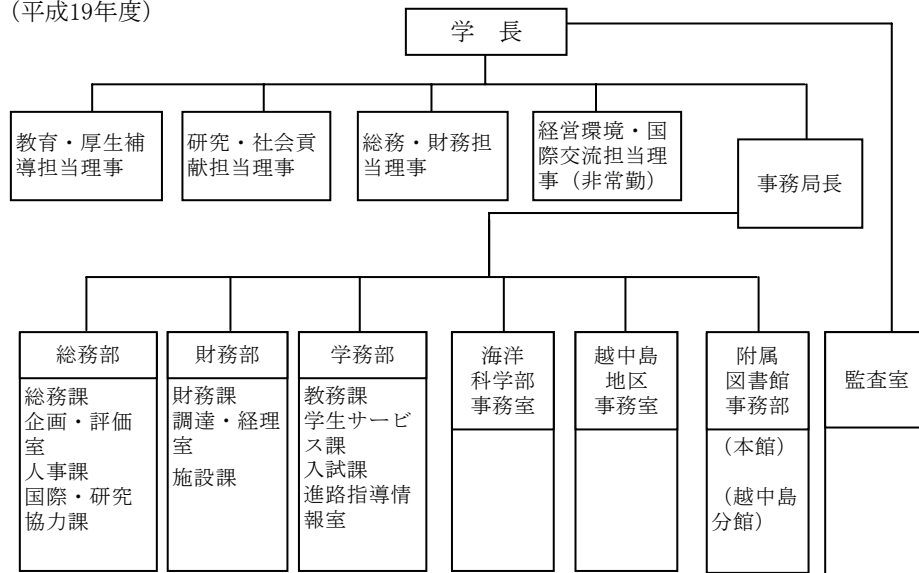 (平成19年度)
学　長
教育・厚生補
導担当理事
研究・社会貢
献担当理事
総務・財務担
当理事
経営環境・国
際交流担当理
事（非常勤）
事務局長
総務部
総務課
企画・評価
室
人事課
国際・研究
協力課
財務部
財務課
調達・経理
室
施設課
学務部
教務課
学生サービ
ス課
入試課
進路指導情
報室
海洋
科学部
事務室
越中島
地区
事務室
附属
図書館
事務部
（本館）
（越中島
分館）
監査室